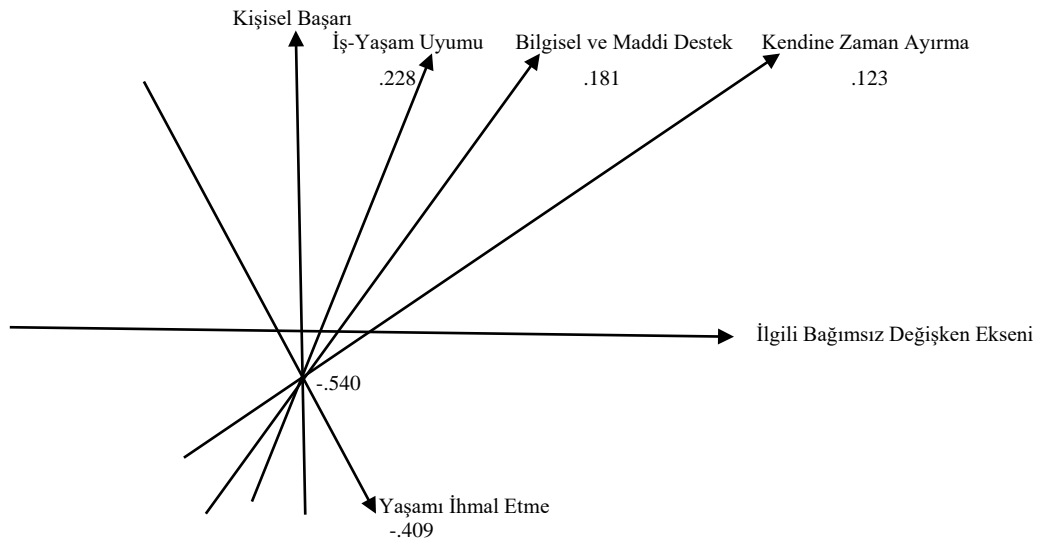 Kişisel Başarı
İş-Yaşam Uyumu
Bilgisel ve Maddi Destek
Kendine Zaman Ayırma
.228
.181
.123
İlgili Bağımsız Değişken Ekseni
-.540
Yaşamı İhmal Etme
-.409